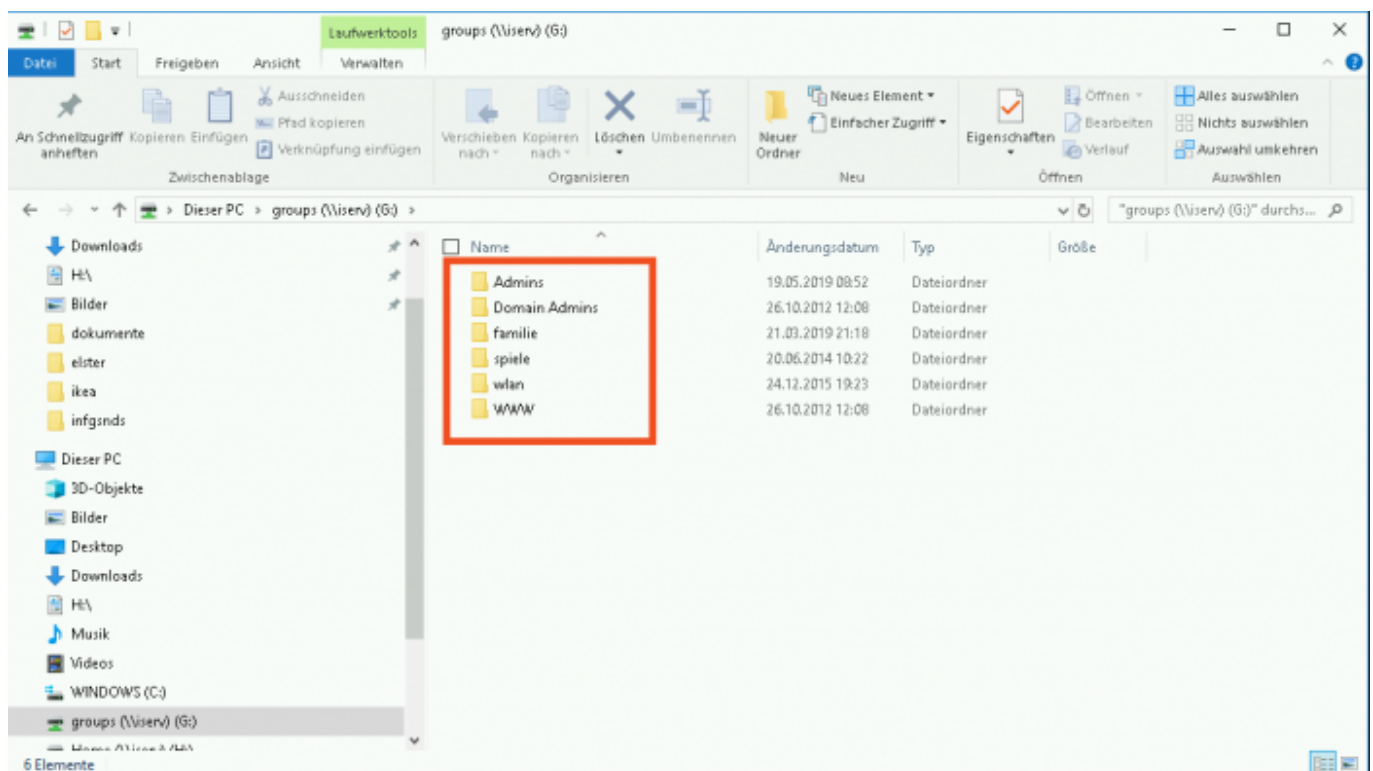 Laufwerktools groups (\\iserv) (G:)
Datei Start Freigeben Ansicht Verwalten
An Schnellzugriff anheften
Kopieren
Einfügen
Ausschneiden
Pfad kopieren
Verknüpfung einfügen
Zwischenablage
Verschieben nach
Kopieren nach
Löschen
Umbenennen
Organisieren
Neuer Ordner
Neues Element
Einfacher Zugriff
Neu
Eigenschaften
Öffnen
Bearbeiten
Verlauf
Öffnen
Alles auswählen
Nichts auswählen
Auswahl umkehren
Auswählen
Dieser PC > groups (\\iserv) (G:) >
"groups (\\iserv) (G:)" durchs...
Downloads
H:\
Bilder
dokumente
elster
ikea
infgsnds
Dieser PC
3D-Objekte
Bilder
Desktop
Downloads
H:\
Musik
Videos
WINDOWS (C:)
groups (\\iserv) (G:)
Name Änderungsdatum Typ Größe
Admins 19.05.2019 08:52 Dateiordner
Domain Admins 26.10.2012 12:08 Dateiordner
familie 21.03.2019 21:18 Dateiordner
spiele 20.06.2014 10:22 Dateiordner
wlan 24.12.2015 19:23 Dateiordner
WWW 26.10.2012 12:08 Dateiordner
6 Elemente